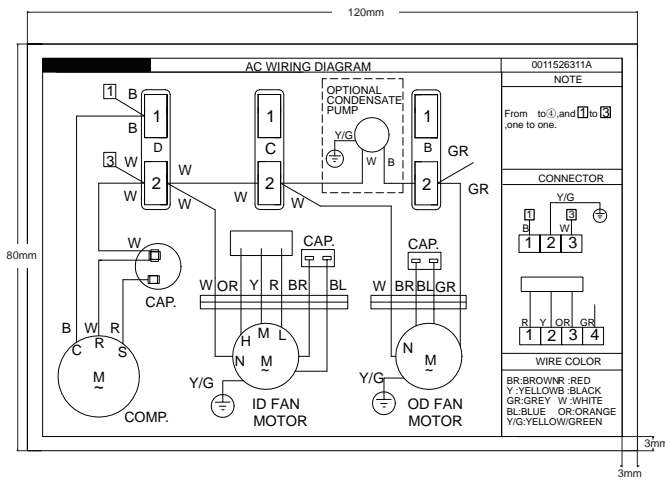 120mm
80mm
AC WIRING DIAGRAM
0011526311A
NOTE
From to④,and 1 to 3
,one to one.
CONNECTOR
Y/G
1 3
B W
1 2 3
R Y OR GR
1 2 3 4
WIRE COLOR
BR:BROWNR :RED
Y :YELLOWB :BLACK
GR:GREY W :WHITE
BL:BLUE OR:ORANGE
Y/G:YELLOW/GREEN
3mm
3mm
1 B
B
1
D
3 W
W
2
W
W
1
C
2
W
W
W
OPTIONAL
CONDENSATE
PUMP
Y/G
W B
1
B
2
GR
GR
W
CAP.
B W R
C R S
M
~
COMP.
CAP.
W OR Y R BR BL
H M L
N
M
~
Y/G
ID FAN
MOTOR
CAP.
W BR BL GR
N
M
~
Y/G
OD FAN
MOTOR